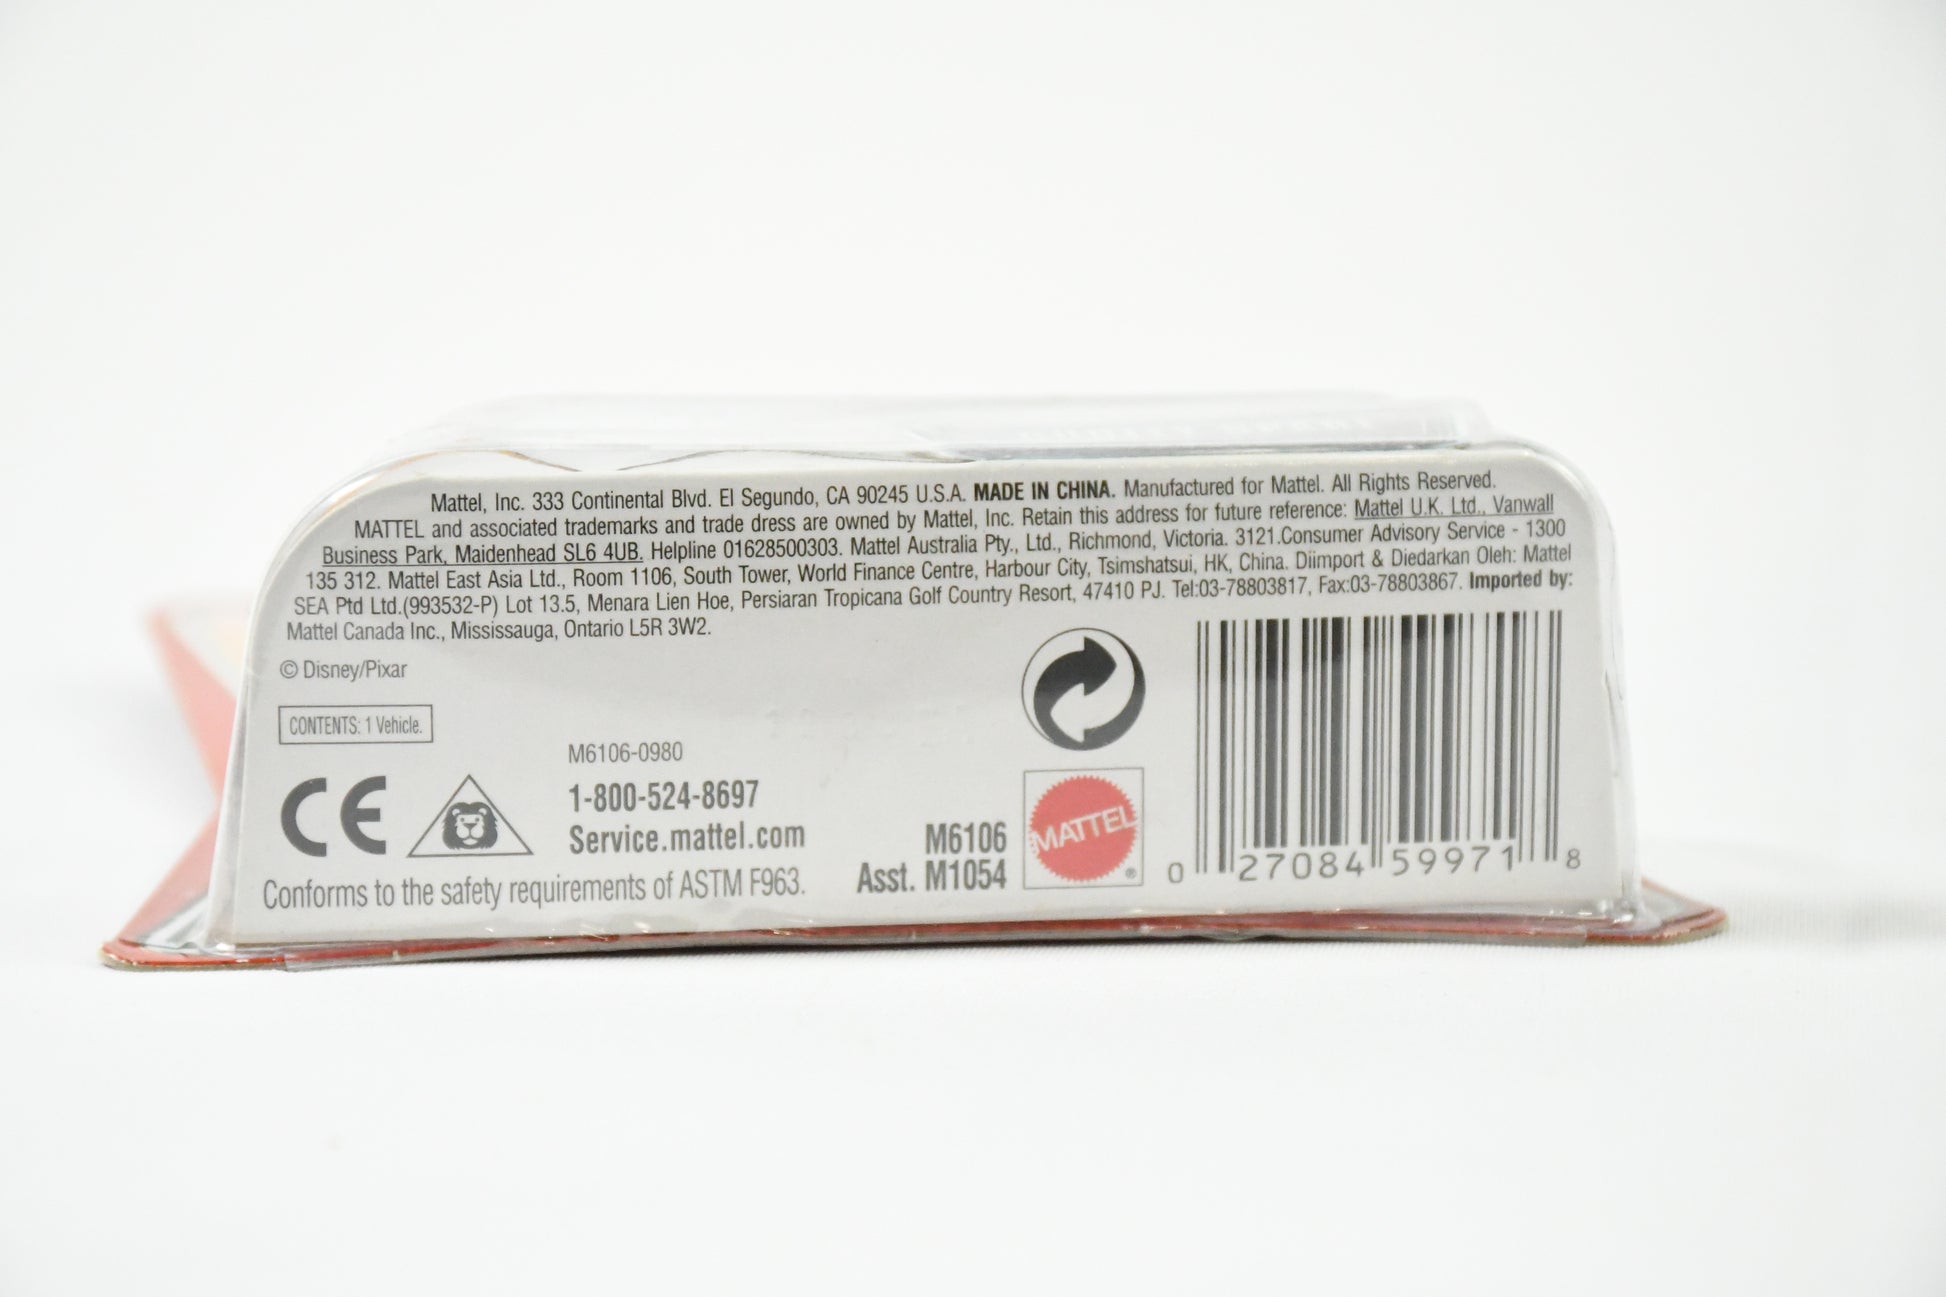 Mattel, Inc. 333 Continental Blvd. El Segundo, CA 90245 U.S.A. MADE IN CHINA. Manufactured for Mattel. All Rights Reserved.
MATTEL and associated trademarks and trade dress are owned by Mattel, Inc. Retain this address for future reference: Mattel U.K. Ltd., Vanwall
Business Park, Maidenhead SL6 4UB. Helpline 01628500303. Mattel Australia Pty., Ltd., Richmond, Victoria. 3121.Consumer Advisory Service - 1300
135 312. Mattel East Asia Ltd., Room 1106, South Tower, World Finance Centre, Harbour City, Tsimshatsui, HK, China. Diimport & Diedarkan Oleh: Mattel
SEA Ptd Ltd.(993532-P) Lot 13.5, Menara Lien Hoe, Persiaran Tropicana Golf Country Resort, 47410 PJ. Tel:03-78803817, Fax:03-78803867. Imported by:
Mattel Canada Inc., Mississauga, Ontario L5R 3W2.
© Disney/Pixar
CONTENTS: 1 Vehicle.
CE
M6106-0980
1-800-524-8697
Service.mattel.com
Conforms to the safety requirements of ASTM F963.
M6106
Asst. M1054
MATTEL ®
0 27084 59971 8